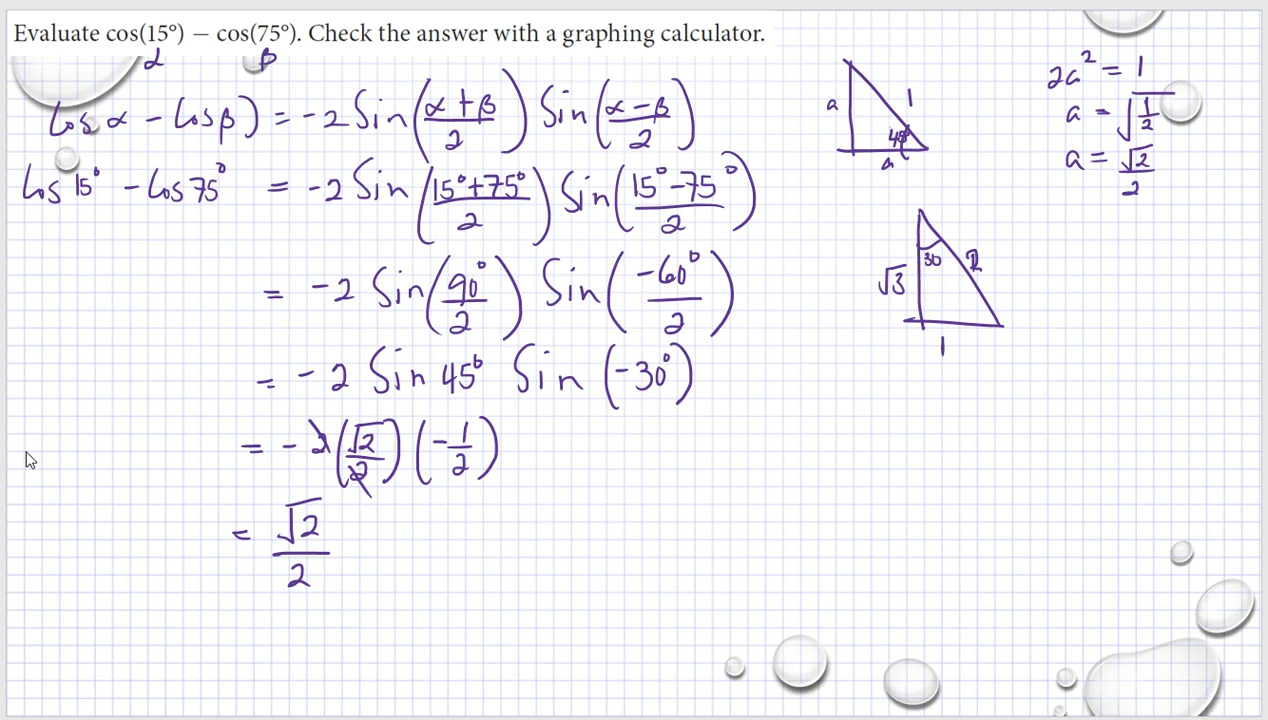 Evaluate cos(15°) − cos(75°). Check the answer with a graphing calculator.
α β
Cos α − Cos β) = −2 Sin((α+β)/2) Sin((α−β)/2)
Cos 15° − Cos 75° = −2 Sin((15°+75°)/2) Sin((15°−75°)/2)
= −2 Sin(90°/2) Sin(−60°/2)
= −2 Sin 45° Sin (−30°)
= −2(√2/2)(−1/2)
= √2/2
a 1
45°
a
2a² = 1
a = √(1/2)
a = √2/2
30 2
√3
1